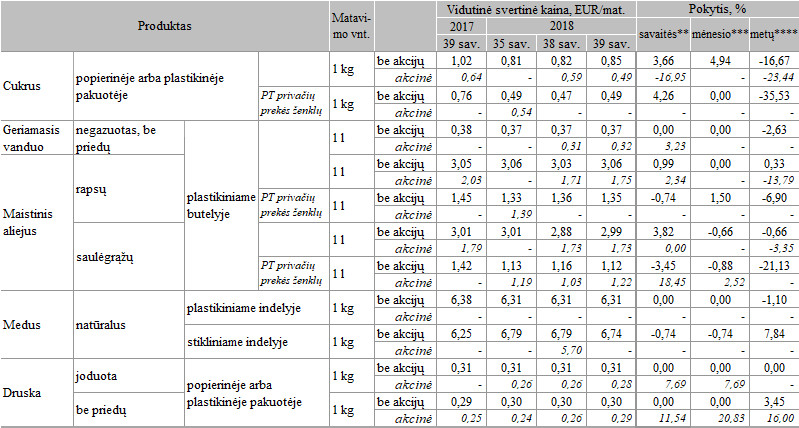 Produktas Matavi- Vidutinė svertinė kaina, EUR/mat. Pokytis, %
mo vnt. 2017 2018 savaitės** mėnesio*** metų****
39 sav. 35 sav. 38 sav. 39 sav.
Cukrus popierinėje arba plastikinėje pakuotėje 1 kg be akcijų 1,02 0,81 0,82 0,85 3,66 4,94 -16,67
akcinė 0,64 - 0,59 0,49 -16,95 - -23,44
PT privačių prekės ženklų 1 kg be akcijų 0,76 0,49 0,47 0,49 4,26 0,00 -35,53
akcinė - 0,54 - - - - -
Geriamasis vanduo negazuotas, be priedų plastikiniame butelyje 1 l be akcijų 0,38 0,37 0,37 0,37 0,00 0,00 -2,63
akcinė - - 0,31 0,32 3,23 - -
Maistinis aliejus rapsų 1 l be akcijų 3,05 3,06 3,03 3,06 0,99 0,00 0,33
akcinė 2,03 - 1,71 1,75 2,34 - -13,79
PT privačių prekės ženklų 1 l be akcijų 1,45 1,33 1,36 1,35 -0,74 1,50 -6,90
akcinė - 1,39 - - - - -
saulėgrąžų 1 l be akcijų 3,01 3,01 2,88 2,99 3,82 -0,66 -0,66
akcinė 1,79 - 1,73 1,73 0,00 - -3,35
PT privačių prekės ženklų 1 l be akcijų 1,42 1,13 1,16 1,12 -3,45 -0,88 -21,13
akcinė - 1,19 1,03 1,22 18,45 2,52 -
Medus natūralus plastikiniame indelyje 1 kg be akcijų 6,38 6,31 6,31 6,31 0,00 0,00 -1,10
akcinė - - - - - - -
stikliniame indelyje 1 kg be akcijų 6,25 6,79 6,79 6,74 -0,74 -0,74 7,84
akcinė - - 5,70 - - - -
Druska joduota popierinėje arba plastikinėje pakuotėje 1 kg be akcijų 0,31 0,31 0,31 0,31 0,00 0,00 0,00
akcinė - 0,26 0,26 0,28 7,69 7,69 -
be priedų 1 kg be akcijų 0,29 0,30 0,30 0,30 0,00 0,00 3,45
akcinė 0,25 0,24 0,26 0,29 11,54 20,83 16,00